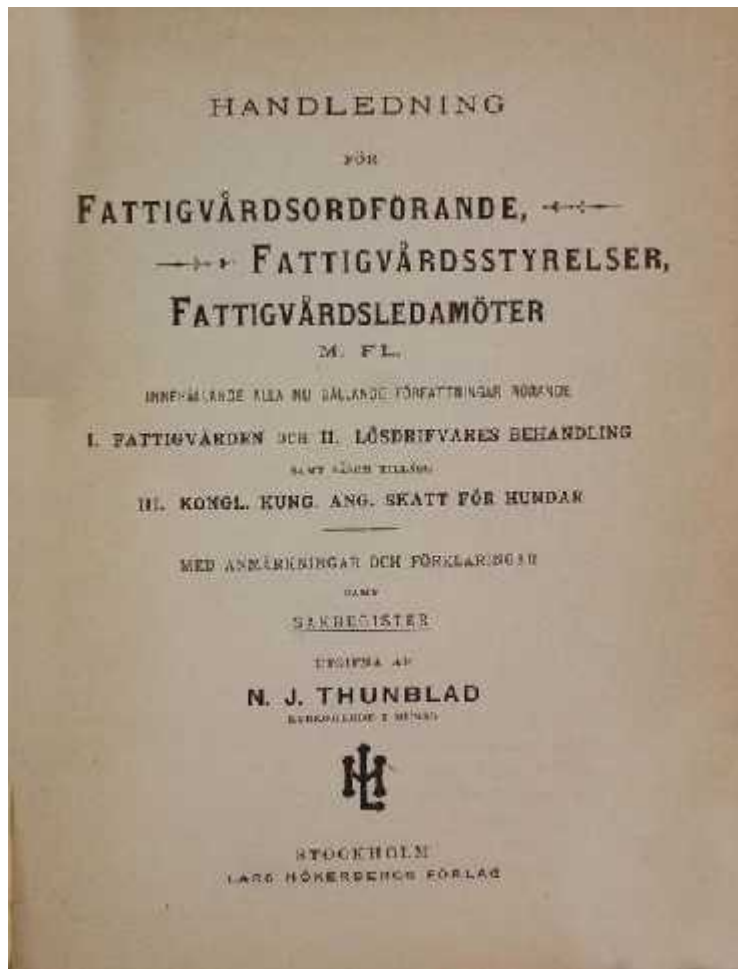 HANDLEDNING
FÖR
FATTIGVÅRDSORDFÖRANDE,
FATTIGVÅRDSSTYRELSER,
FATTIGVÅRDSLEDAMÖTER
M. FL.
INNEHÅLLANDE ALLA NU GÄLLANDE FÖRFATTNINGAR RÖRANDE
I. FATTIGVÅRDEN OCH II. LÖSDRIFVARES BEHANDLING
SAMT SÅSOM TILLÄGG
III. KONGL. KUNG. ANG. SKATT FÖR HUNDAR
MED ANMÄRKNINGAR OCH FÖRKLARINGAR
SAMT
SAKREGISTER
UTGIFNA AF
N. J. THUNBLAD
KYRKOHERDE I
STOCKHOLM
LARS HÖKERBERGS FÖRLAG